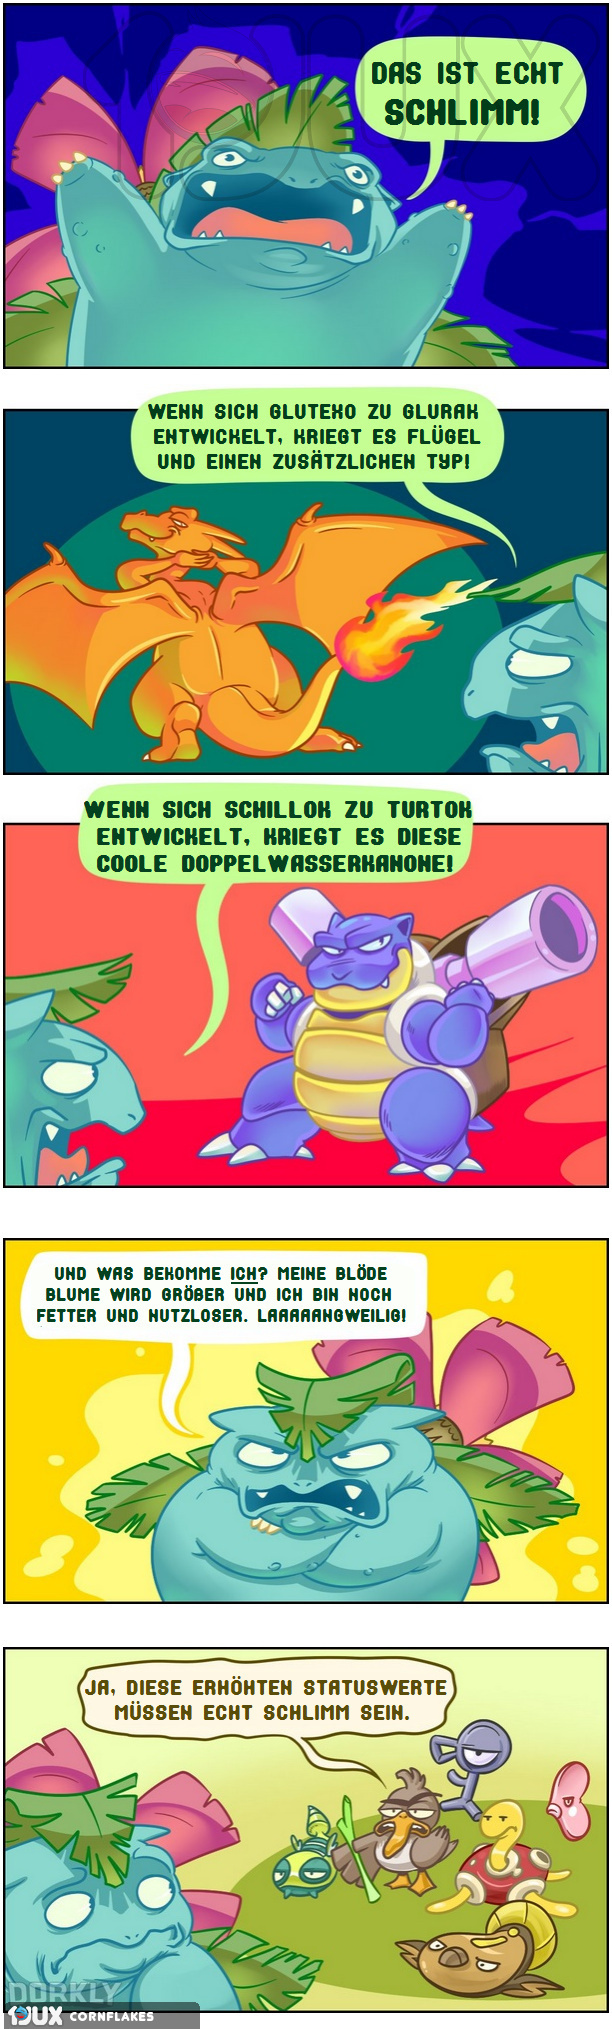 DAS IST ECHT
SCHLIMM!
WENN SICH GLUTEXO ZU GLURAK
ENTWICKELT, KRIEGT ES FLÜGEL
UND EINEN ZUSÄTZLICHEN TYP!
WENN SICH SCHILLOK ZU TURTOK
ENTWICKELT, KRIEGT ES DIESE
COOLE DOPPELWASSERKANONE!
UND WAS BEKOMME ICH? MEINE BLÖDE
BLUME WIRD GRÖBER UND ICH BIN NOCH
FETTER UND NUTZLOSER. LAAAAANGWEILIG!
JA, DIESE ERHÖHTEN STATUSWERTE
MÜSSEN ECHT SCHLIMM SEIN.
DORKLY
1JUX CORNFLAKES